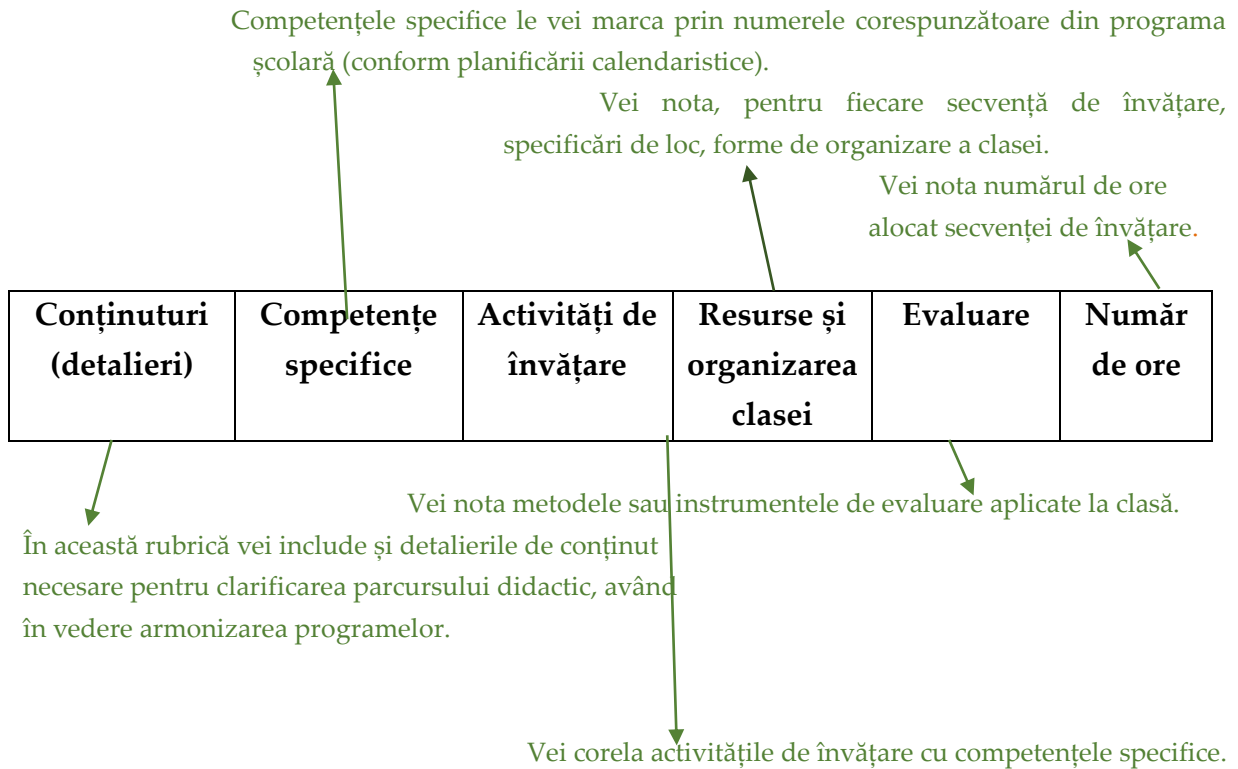 Competențele specifice le vei marca prin numerele corespunzătoare din programa
școlară (conform planificării calendaristice).
Vei nota, pentru fiecare secvență de învățare,
specificări de loc, forme de organizare a clasei.
Vei nota numărul de ore
alocat secvenței de învățare.
Conținuturi
(detalieri)
Competențe
specifice
Activități de
învățare
Resurse și
organizarea
clasei
Evaluare
Număr
de ore
Vei nota metodele sau instrumentele de evaluare aplicate la clasă.
În această rubrică vei include și detalierile de conținut
necesare pentru clarificarea parcursului didactic, având
în vedere armonizarea programelor.
Vei corela activitățile de învățare cu competențele specifice.